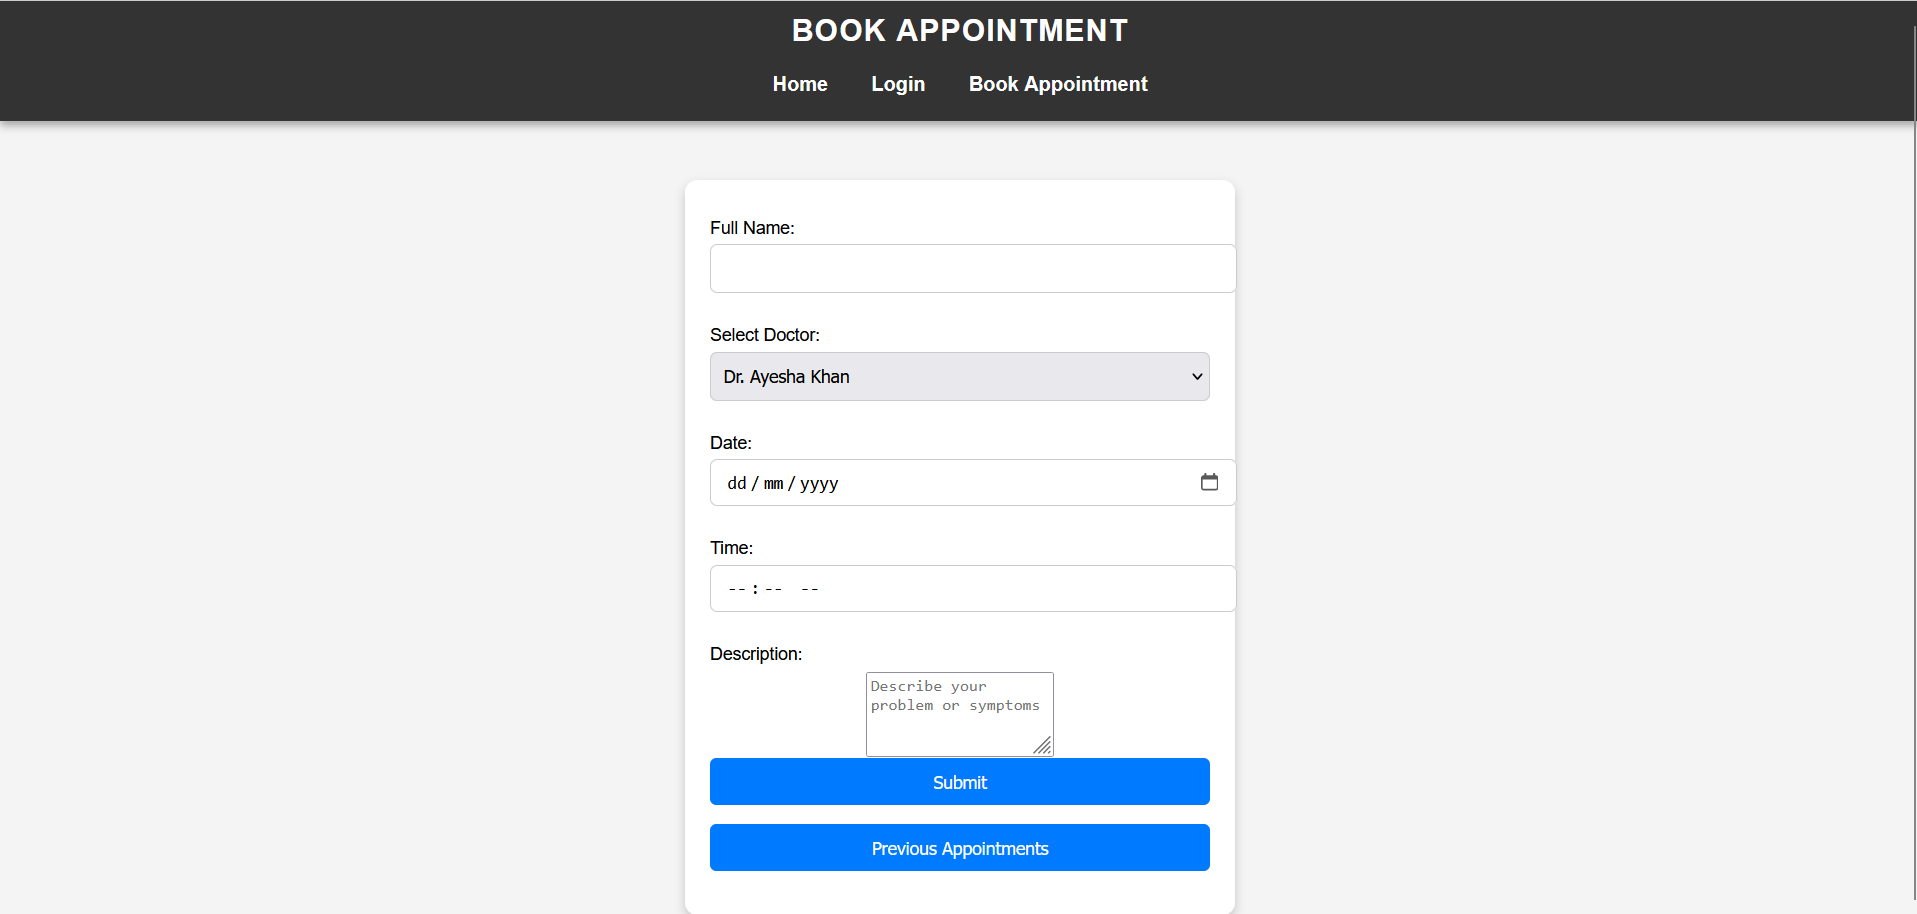 BOOK APPOINTMENT
Home Login Book Appointment
Full Name:
Select Doctor:
Dr. Ayesha Khan
Date:
dd / mm / yyyy
Time:
-- : -- --
Description:
Describe your
problem or symptoms
Submit
Previous Appointments